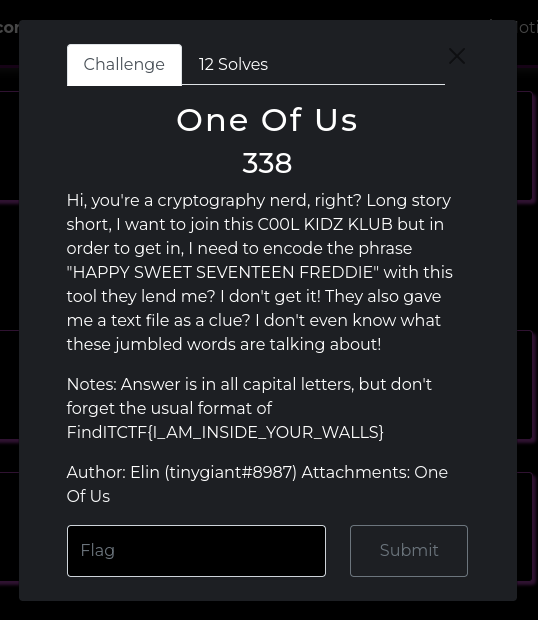 Challenge
12 Solves
One Of Us
338
Hi, you're a cryptography nerd, right? Long story
short, I want to join this C00L KIDZ KLUB but in
order to get in, I need to encode the phrase
"HAPPY SWEET SEVENTEEN FREDDIE" with this
tool they lend me? I don't get it! They also gave
me a text file as a clue? I don't even know what
these jumbled words are talking about!
Notes: Answer is in all capital letters, but don't
forget the usual format of
FindITCTF{I_AM_INSIDE_YOUR_WALLS}
Author: Elin (tinygiant#8987) Attachments: One
Of Us
Flag
Submit